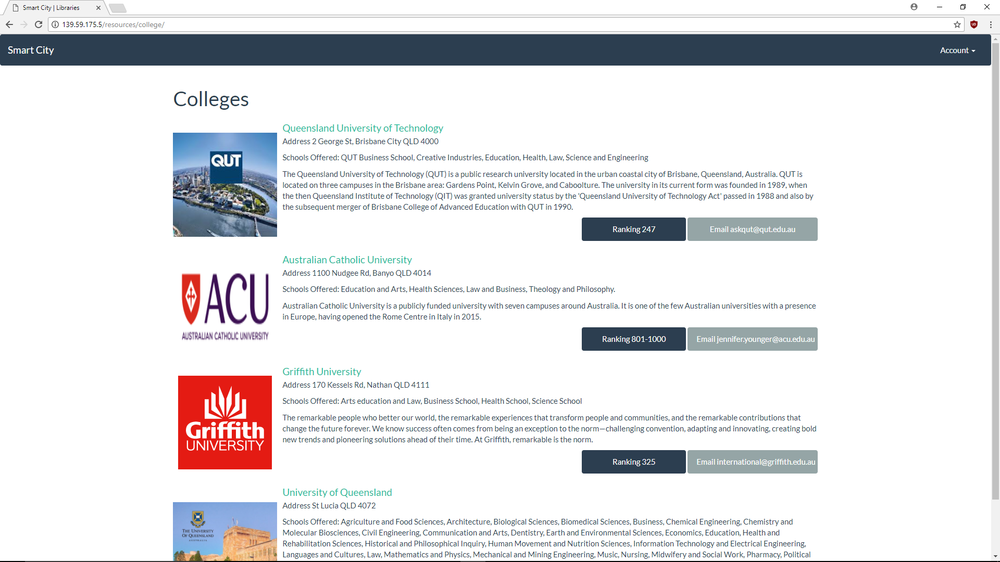 Smart City | Libraries
139.59.175.5/resources/college/
Smart City
Account
Colleges
QUT
Queensland University of Technology
Address 2 George St, Brisbane City QLD 4000
Schools Offered: QUT Business School, Creative Industries, Education, Health, Law, Science and Engineering
The Queensland University of Technology (QUT) is a public research university located in the urban coastal city of Brisbane, Queensland, Australia. QUT is
located on three campuses in the Brisbane area: Gardens Point, Kelvin Grove, and Caboolture. The university in its current form was founded in 1989, when
the then Queensland Institute of Technology (QIT) was granted university status by the 'Queensland University of Technology Act' passed in 1988 and also by
the subsequent merger of Brisbane College of Advanced Education with QUT in 1990.
Ranking 247
Email askqut@qut.edu.au
ACU
AUSTRALIAN CATHOLIC UNIVERSITY
Australian Catholic University
Address 1100 Nudgee Rd, Banyo QLD 4014
Schools Offered: Education and Arts, Health Sciences, Law and Business, Theology and Philosophy.
Australian Catholic University is a publicly funded university with seven campuses around Australia. It is one of the few Australian universities with a presence
in Europe, having opened the Rome Centre in Italy in 2015.
Ranking 801-1000
Email jennifer.younger@acu.edu.au
Griffith
UNIVERSITY
Griffith University
Address 170 Kessels Rd, Nathan QLD 4111
Schools Offered: Arts education and Law, Business School, Health School, Science School
The remarkable people who better our world, the remarkable experiences that transform people and communities, and the remarkable contributions that
change the future forever. We know success often comes from being an exception to the norm—challenging convention, adapting and innovating, creating bold
new trends and pioneering solutions ahead of their time. At Griffith, remarkable is the norm.
Ranking 325
Email international@griffith.edu.au
THE UNIVERSITY
OF QUEENSLAND
AUSTRALIA
University of Queensland
Address St Lucia QLD 4072
Schools Offered: Agriculture and Food Sciences, Architecture, Biological Sciences, Biomedical Sciences, Business, Chemical Engineering, Chemistry and
Molecular Biosciences, Civil Engineering, Communication and Arts, Dentistry, Earth and Environmental Sciences, Economics, Education, Health and
Rehabilitation Sciences, Historical and Philosophical Inquiry, Human Movement and Nutrition Sciences, Information Technology and Electrical Engineering,
Languages and Cultures, Law, Mathematics and Physics, Mechanical and Mining Engineering, Music, Nursing, Midwifery and Social Work, Pharmacy, Political